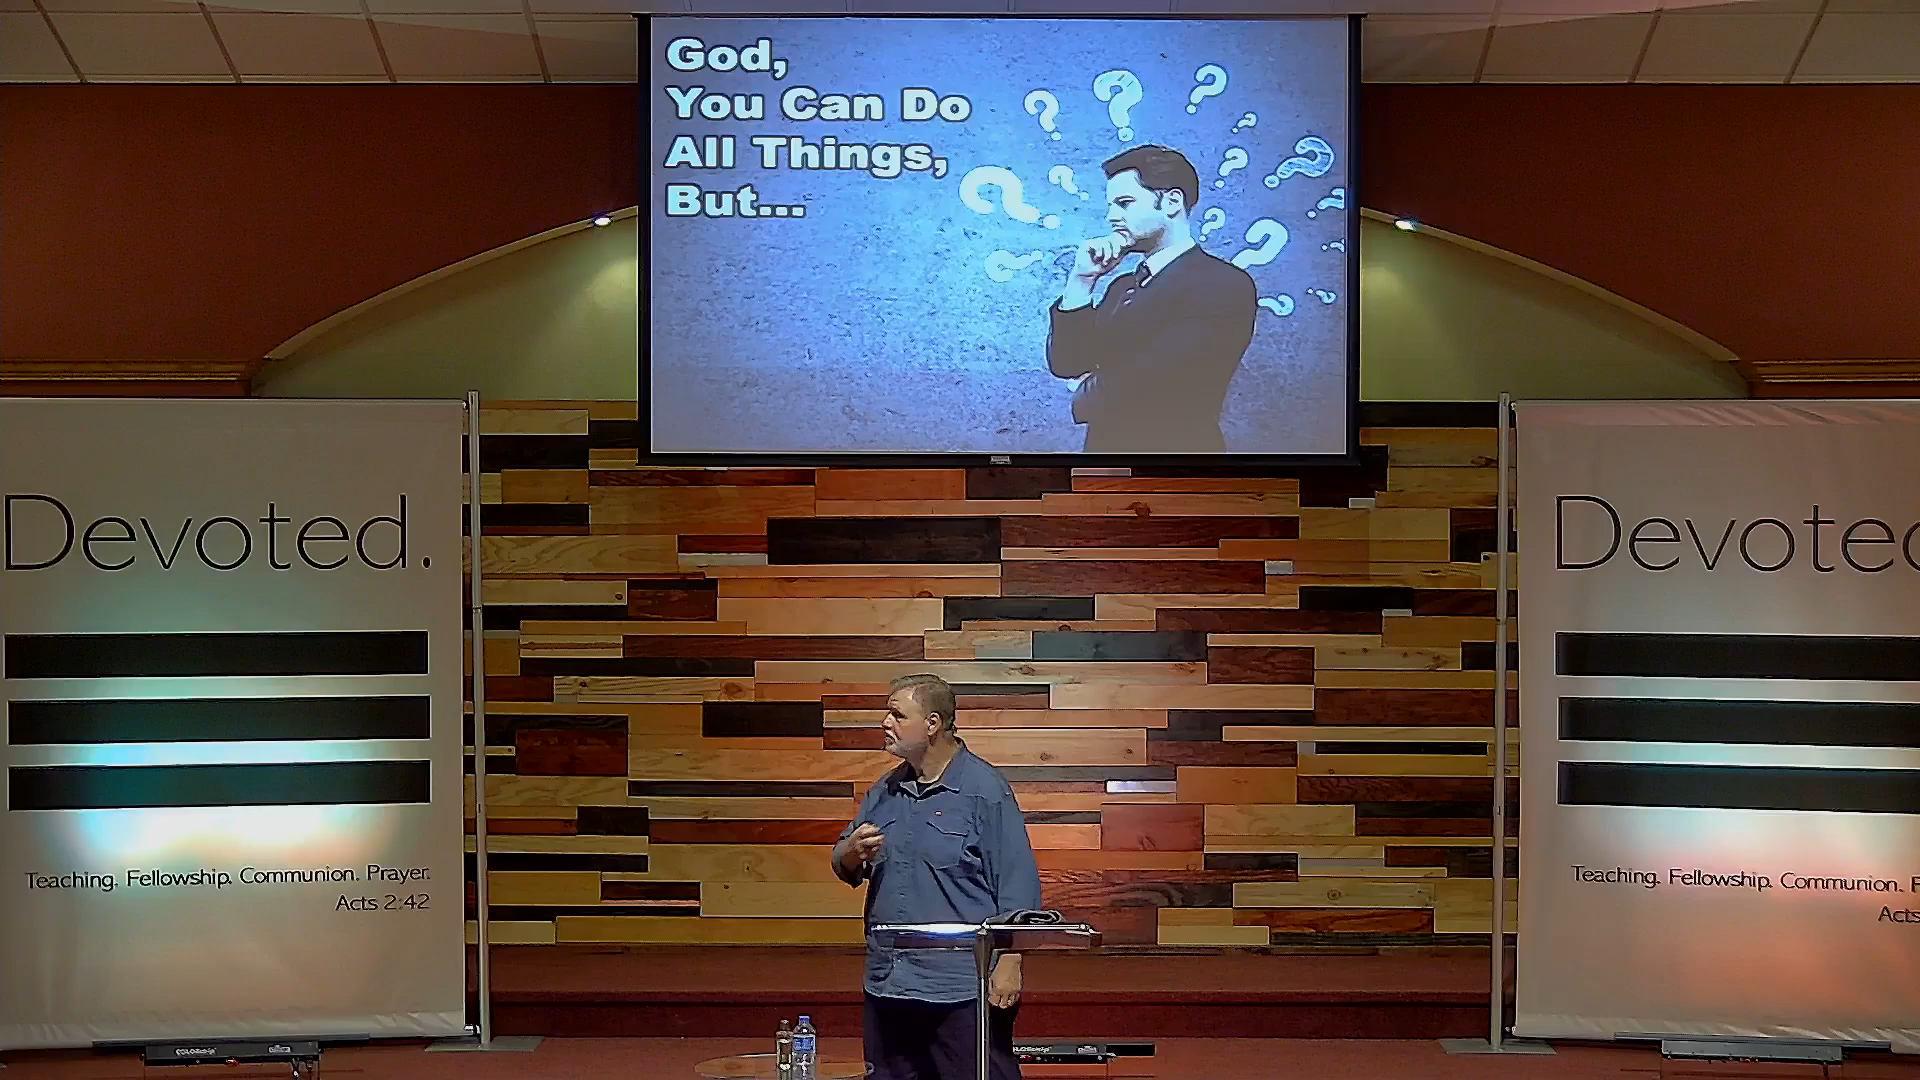 God,
You Can Do
All Things,
But...
Devoted.
Teaching. Fellowship. Communion. Prayer.
Acts 2:42
Devoted
Teaching. Fellowship. Communion. P
Acts